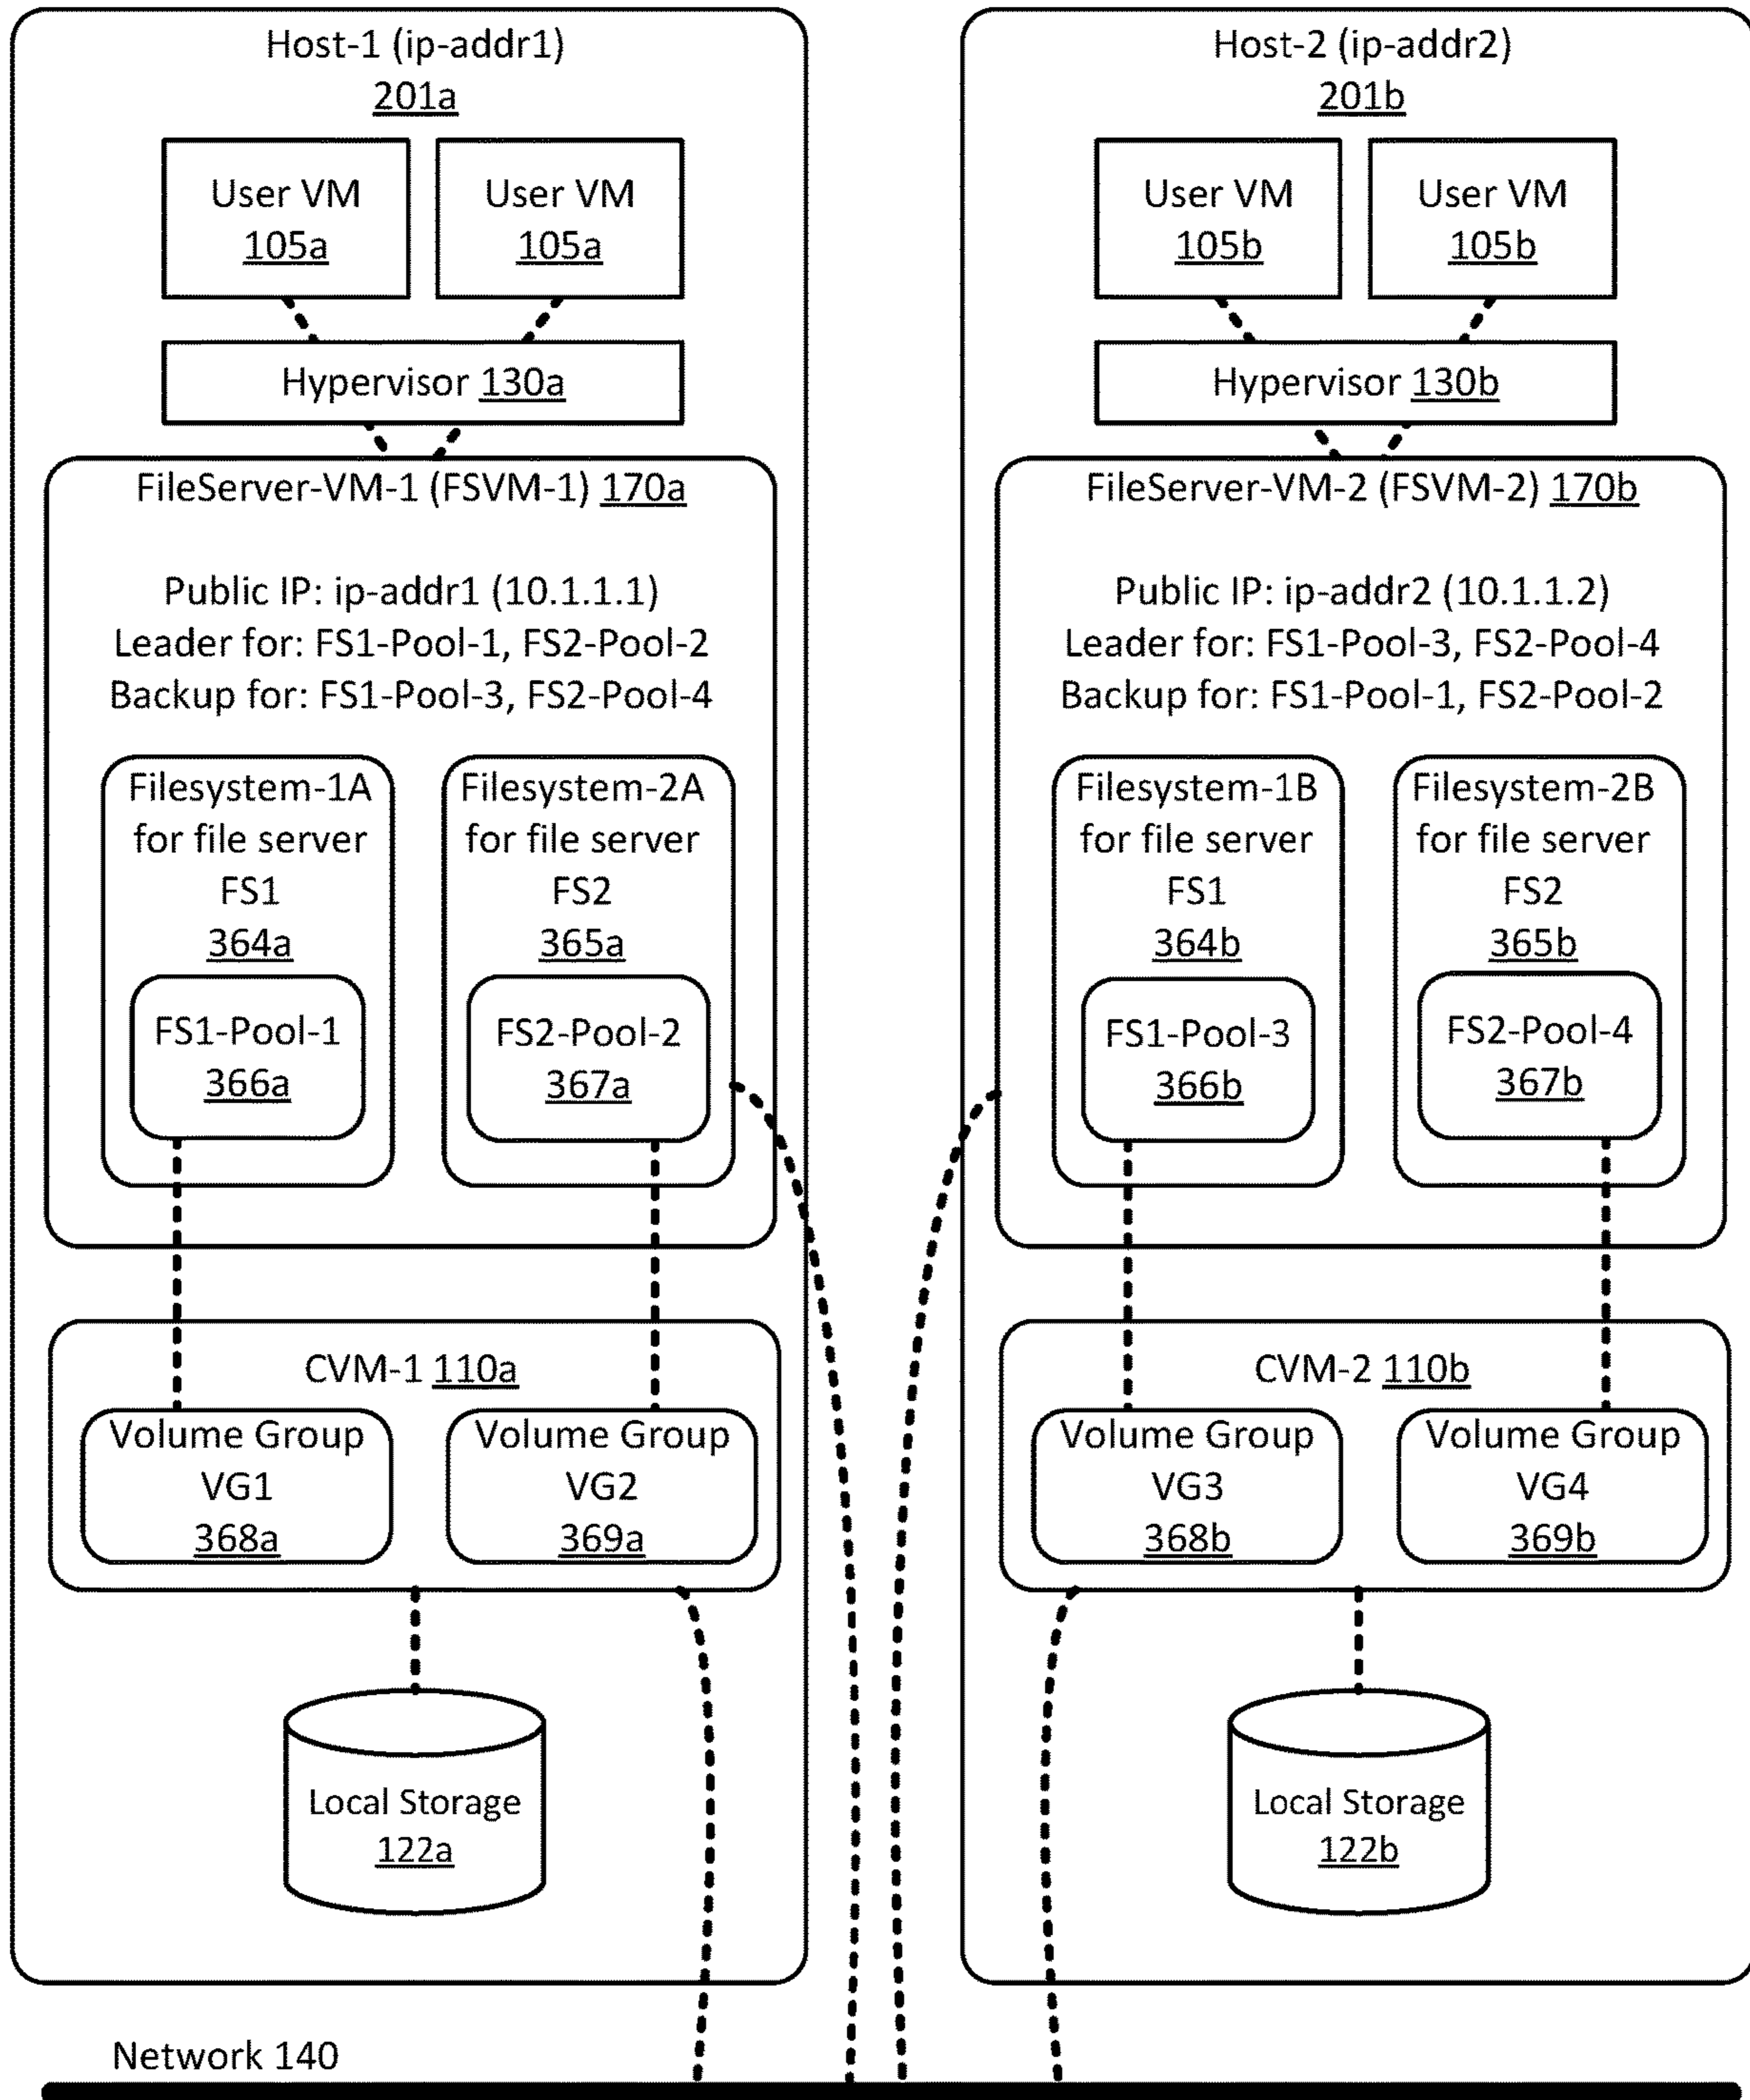 Host-1 (ip-addr1)
201a
User VM
105a
User VM
105a
Hypervisor 130a
FileServer-VM-1 (FSVM-1) 170a
Public IP: ip-addr1 (10.1.1.1)
Leader for: FS1-Pool-1, FS2-Pool-2
Backup for: FS1-Pool-3, FS2-Pool-4
Filesystem-1A
for file server
FS1
364a
FS1-Pool-1
366a
Filesystem-2A
for file server
FS2
365a
FS2-Pool-2
367a
CVM-1 110a
Volume Group
VG1
368a
Volume Group
VG2
369a
Local Storage
122a
Host-2 (ip-addr2)
201b
User VM
105b
User VM
105b
Hypervisor 130b
FileServer-VM-2 (FSVM-2) 170b
Public IP: ip-addr2 (10.1.1.2)
Leader for: FS1-Pool-3, FS2-Pool-4
Backup for: FS1-Pool-1, FS2-Pool-2
Filesystem-1B
for file server
FS1
364b
FS1-Pool-3
366b
Filesystem-2B
for file server
FS2
365b
FS2-Pool-4
367b
CVM-2 110b
Volume Group
VG3
368b
Volume Group
VG4
369b
Local Storage
122b
Network 140